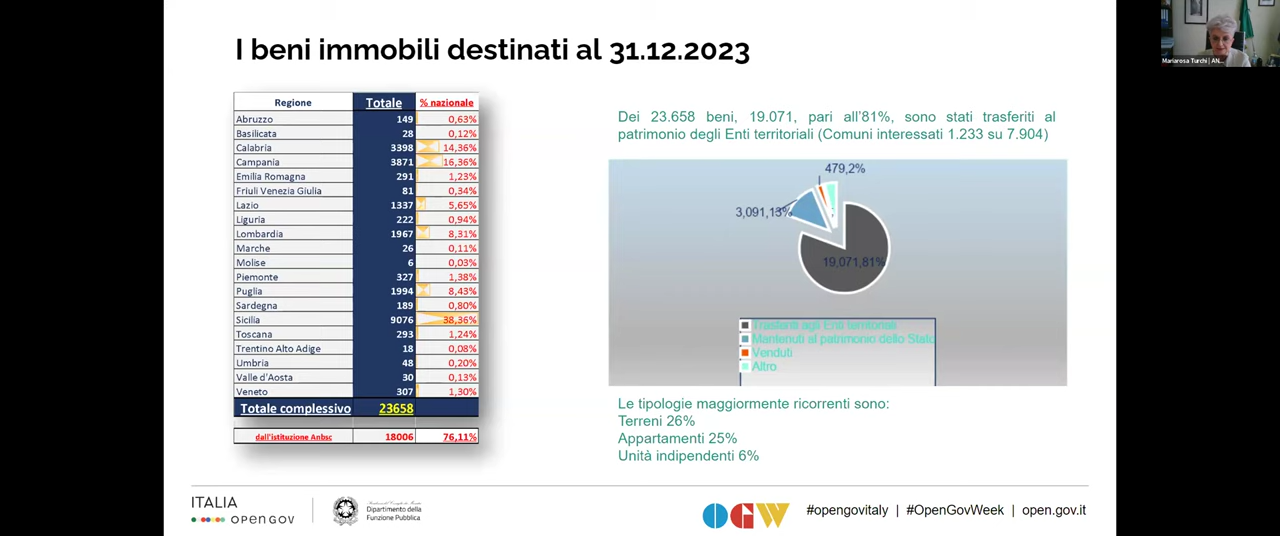 I beni immobili destinati al 31.12.2023
Mariarosa Turchi | AN...
Regione Totale % nazionale
Abruzzo 149 0,63%
Basilicata 28 0,12%
Calabria 3398 14,36%
Campania 3871 16,36%
Emilia Romagna 291 1,23%
Friuli Venezia Giulia 81 0,34%
Lazio 1337 5,65%
Liguria 222 0,94%
Lombardia 1967 8,31%
Marche 26 0,11%
Molise 6 0,03%
Piemonte 327 1,38%
Puglia 1994 8,43%
Sardegna 189 0,80%
Sicilia 9076 38,36%
Toscana 293 1,24%
Trentino Alto Adige 18 0,08%
Umbria 48 0,20%
Valle d'Aosta 30 0,13%
Veneto 307 1,30%
Totale complessivo 23658
dall'istituzione Anbsc 18006 76,11%
Dei 23.658 beni, 19.071, pari all'81%, sono stati trasferiti al
patrimonio degli Enti territoriali (Comuni interessati 1.233 su 7.904)
479,2%
3,091,13%
19,071,81%
Trasferiti agli Enti territoriali
Mantenuti al patrimonio dello Stato
Venduti
Altro
Le tipologie maggiormente ricorrenti sono:
Terreni 26%
Appartamenti 25%
Unità indipendenti 6%
ITALIA
OPEN GOV
Dipartimento della
Funzione Pubblica
OGW
#opengovitaly | #OpenGovWeek | open.gov.it